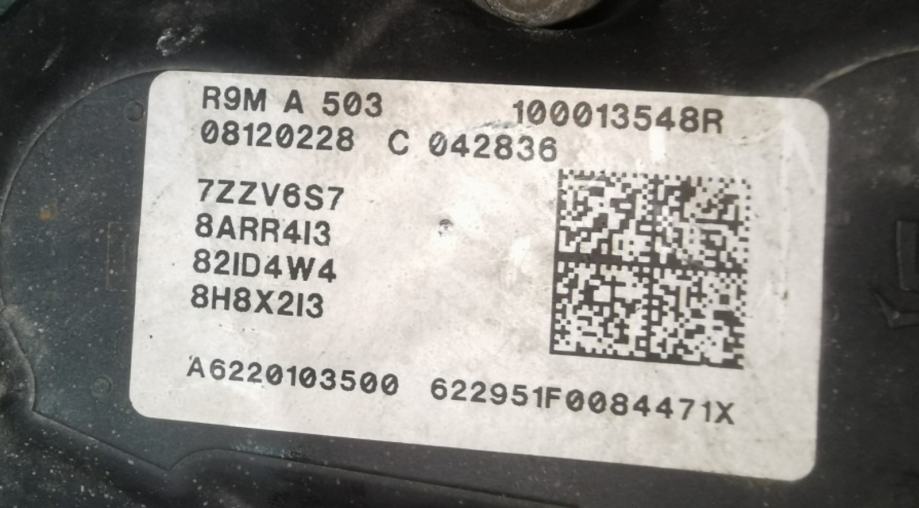 R9M A 503 100013548R
08120228 C 042836
7ZZV6S7
8ARR4I3
82ID4W4
8H8X2I3
A6220103500 622951F0084471X